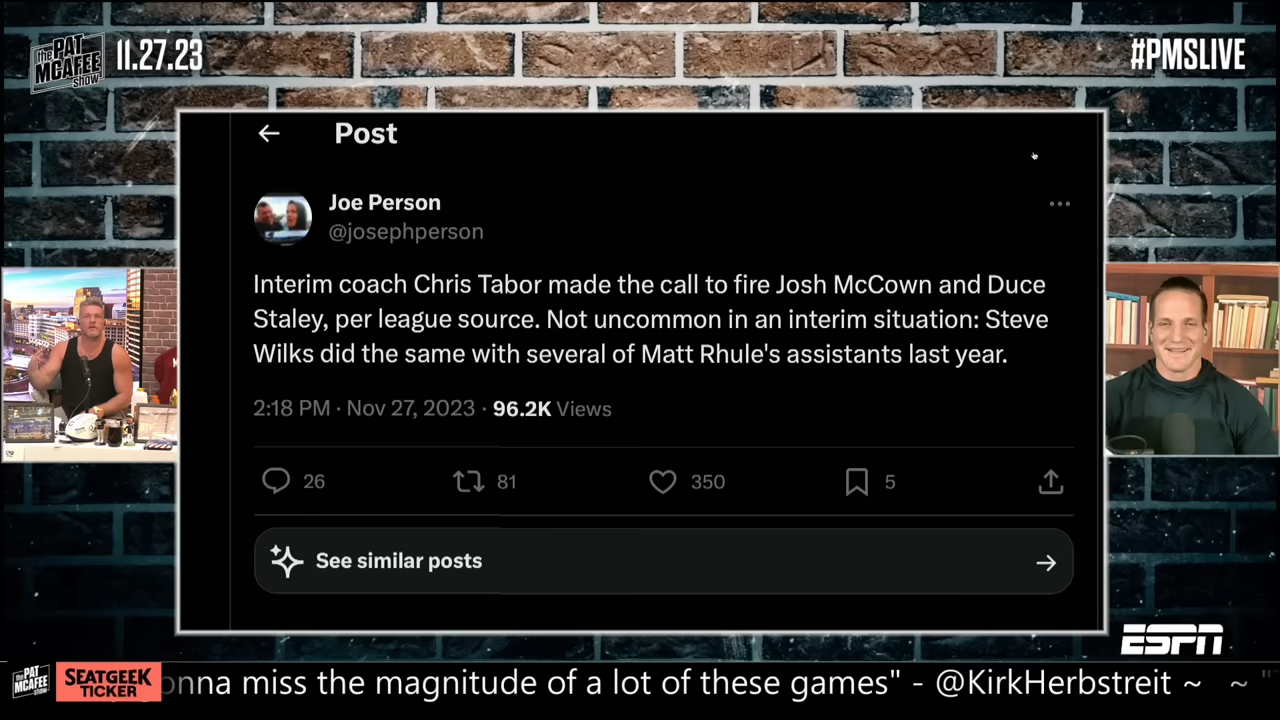 the PAT MCAFEE show
11.27.23
#PMSLIVE
Post
Joe Person
@josephperson
Interim coach Chris Tabor made the call to fire Josh McCown and Duce
Staley, per league source. Not uncommon in an interim situation: Steve
Wilks did the same with several of Matt Rhule's assistants last year.
2:18 PM · Nov 27, 2023 · 96.2K Views
26
81
350
5
See similar posts
ESPN
the PAT MCAFEE show
SEATGEEK
TICKER
onna miss the magnitude of a lot of these games" - @KirkHerbstreit ~ ~ "